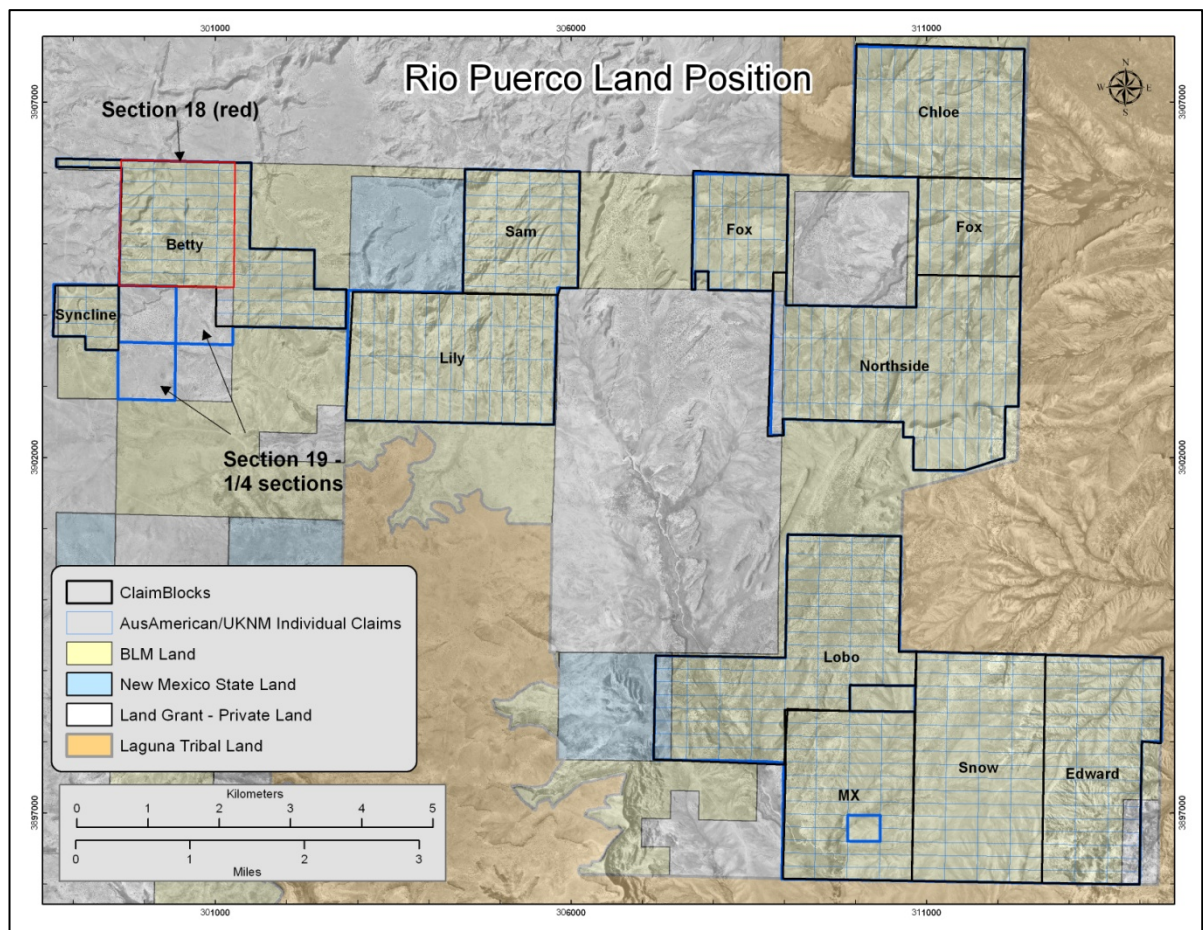 301000
306000
311000
Rio Puerco Land Position
N
W E
S
3907000
3907000
Section 18 (red)
Chloe
Betty
Sam
Fox
Fox
Syncline
Lily
Northside
Section 19 -
1/4 sections
3902000
3902000
ClaimBlocks
AusAmerican/UKNM Individual Claims
BLM Land
New Mexico State Land
Land Grant - Private Land
Laguna Tribal Land
Lobo
MX
Snow
Edward
3897000
3897000
Kilometers
0 1 2 3 4 5
0 1 2 3
Miles
301000
306000
311000